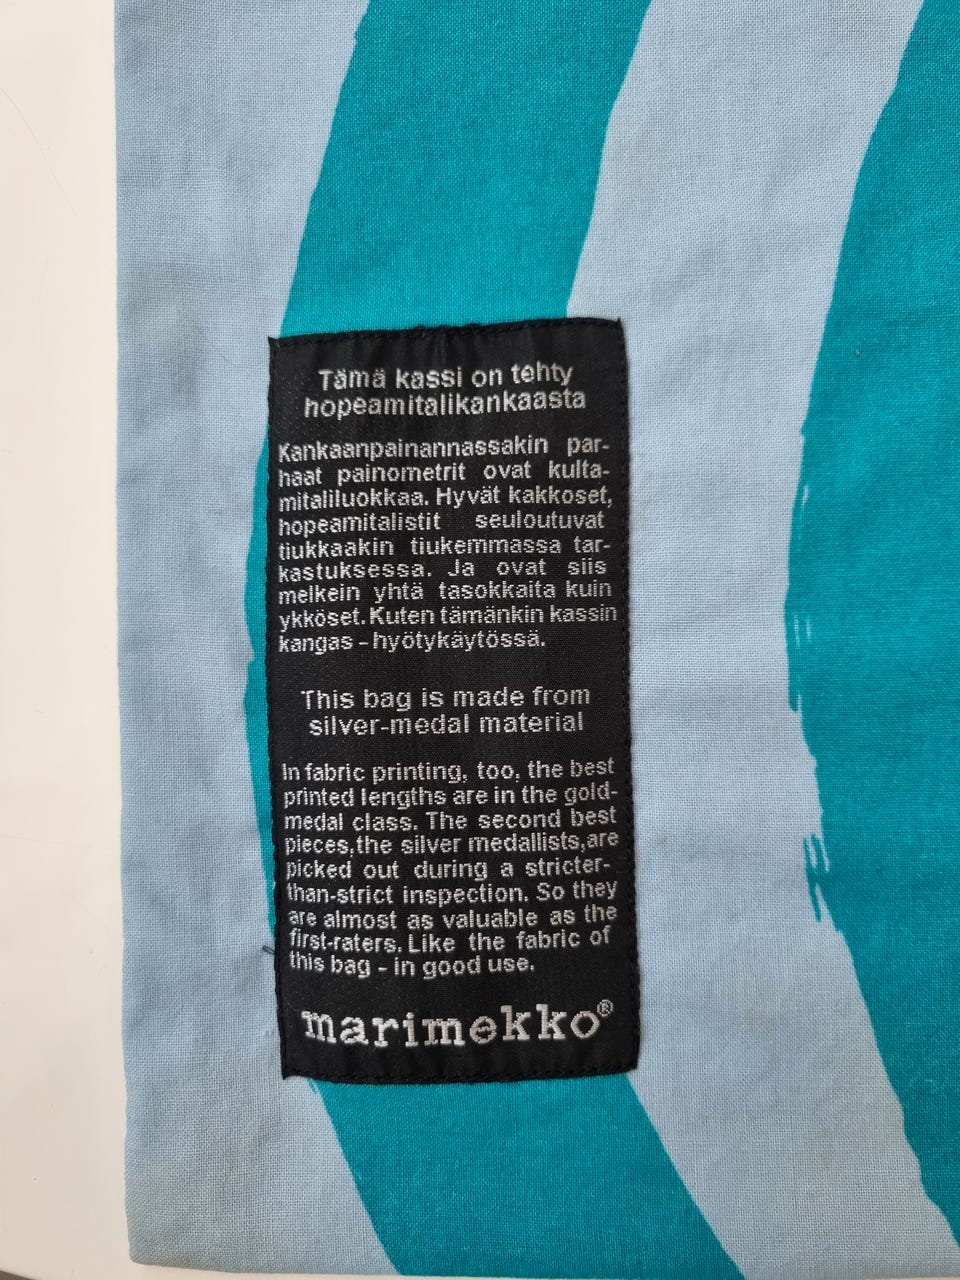 Tämä kassi on tehty
hopeamitalikankaasta
Kankaanpainannassakin par-
haat painometrit ovat kulta-
mitaliluokkaa. Hyvät kakkoset,
hopeamitalistit seuloutuvat
tiukkaakin tiukemmassa tar-
kastuksessa. Ja ovat siis
melkein yhtä tasokkaita kuin
ykköset. Kuten tämänkin kassin
kangas - hyötykäytössä.
This bag is made from
silver-medal material
In fabric printing, too, the best
printed lengths are in the gold-
medal class. The second best
pieces,the silver medallists,are
picked out during a stricter-
than-strict inspection. So they
are almost as valuable as the
first-raters. Like the fabric of
this bag - in good use.
marimekko®